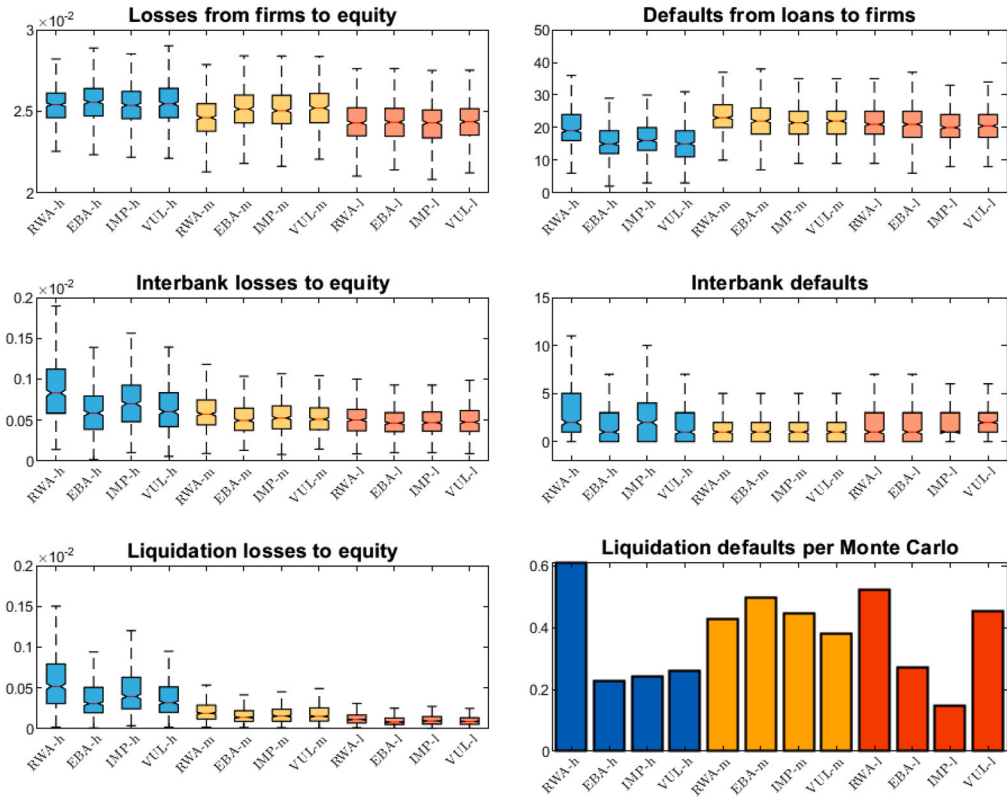 Losses from firms to equity
×10⁻²
3
2.5
2
RWA-h EBA-h IMP-h VUL-h RWA-m EBA-m IMP-m VUL-m RWA-l EBA-l IMP-l VUL-l
Defaults from loans to firms
50
40
30
20
10
0
RWA-h EBA-h IMP-h VUL-h RWA-m EBA-m IMP-m VUL-m RWA-l EBA-l IMP-l VUL-l
Interbank losses to equity
×10⁻²
0.2
0.15
0.1
0.05
0
RWA-h EBA-h IMP-h VUL-h RWA-m EBA-m IMP-m VUL-m RWA-l EBA-l IMP-l VUL-l
Interbank defaults
15
10
5
0
RWA-h EBA-h IMP-h VUL-h RWA-m EBA-m IMP-m VUL-m RWA-l EBA-l IMP-l VUL-l
Liquidation losses to equity
×10⁻²
0.2
0.15
0.1
0.05
0
RWA-h EBA-h IMP-h VUL-h RWA-m EBA-m IMP-m VUL-m RWA-l EBA-l IMP-l VUL-l
Liquidation defaults per Monte Carlo
0.6
0.4
0.2
0
RWA-h EBA-h IMP-h VUL-h RWA-m EBA-m IMP-m VUL-m RWA-l EBA-l IMP-l VUL-l